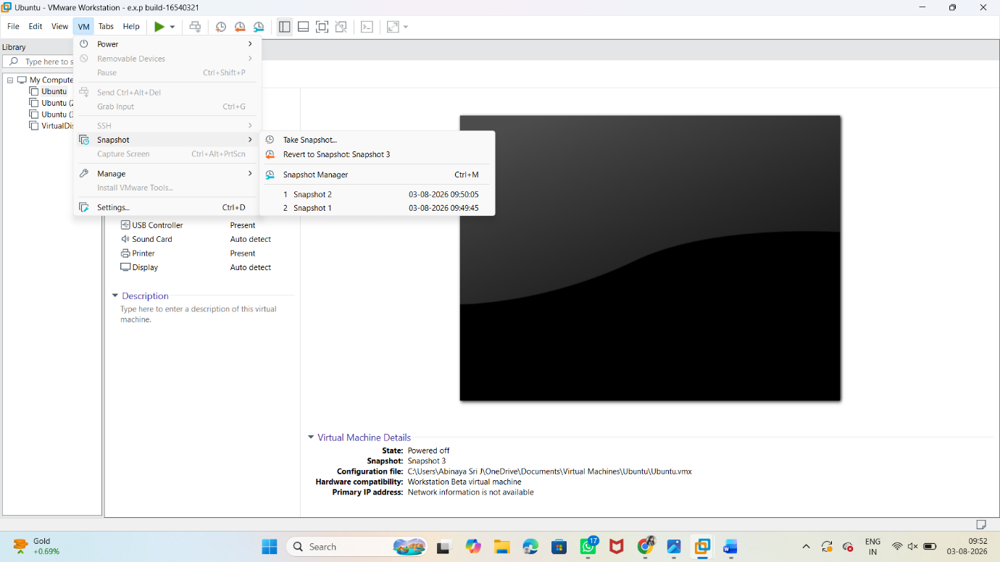 Ubuntu - VMware Workstation - e.x.p build-16540321
File Edit View VM Tabs Help
Library
Type here to s
My Compute
Ubuntu
Ubuntu (2
Ubuntu (3
VirtualDis
Power
Removable Devices
Pause Ctrl+Shift+P
Send Ctrl+Alt+Del
Grab Input Ctrl+G
SSH
Snapshot
Capture Screen Ctrl+Alt+PrtScn
Manage
Install VMware Tools...
Settings... Ctrl+D
Take Snapshot...
Revert to Snapshot: Snapshot 3
Snapshot Manager Ctrl+M
1 Snapshot 2 03-08-2026 09:50:05
2 Snapshot 1 03-08-2026 09:49:45
USB Controller Present
Sound Card Auto detect
Printer Present
Display Auto detect
Description
Type here to enter a description of this virtual
machine.
Virtual Machine Details
State: Powered off
Snapshot: Snapshot 3
Configuration file: C:\Users\Abinaya Sri J\OneDrive\Documents\Virtual Machines\Ubuntu\Ubuntu.vmx
Hardware compatibility: Workstation Beta virtual machine
Primary IP address: Network information is not available
Gold
+0.69%
Search
17
ENG
IN
09:52
03-08-2026